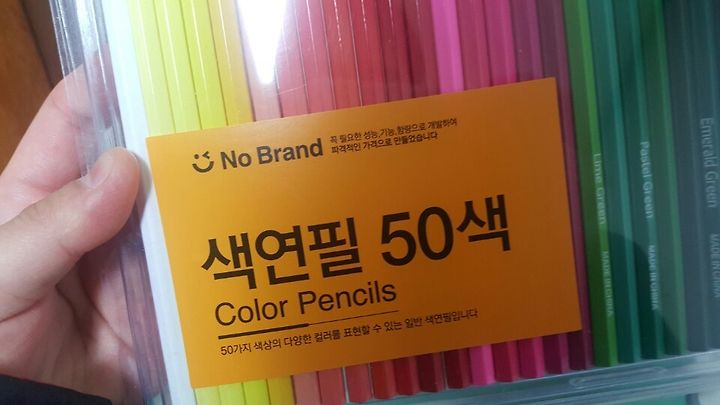 No Brand
꼭 필요한 성능,기능,함량으로 개발하여
파격적인 가격으로 만들었습니다
색연필 50색
Color Pencils
50가지 색상의 다양한 컬러를 표현할 수 있는 일반 색연필입니다
Lime Green
MADE IN CHINA
Pastel Green
MADE IN CHINA
Emerald Green
MADE IN